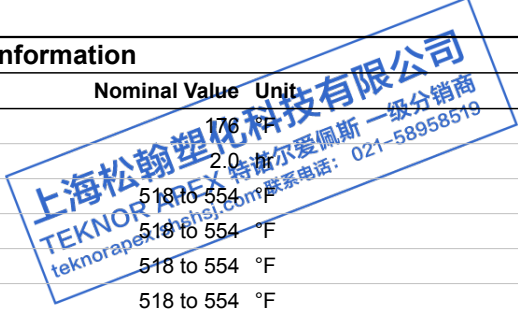 nformation
Nominal Value Unit
176 °F
2.0 hr
518 to 554 °F
518 to 554 °F
518 to 554 °F
518 to 554 °F
上海松翰塑化科技有限公司
TEKNOR APEX 特诺尔爱佩斯 一级分销商
teknorapex.shshsj.com 联系电话: 021-58958519